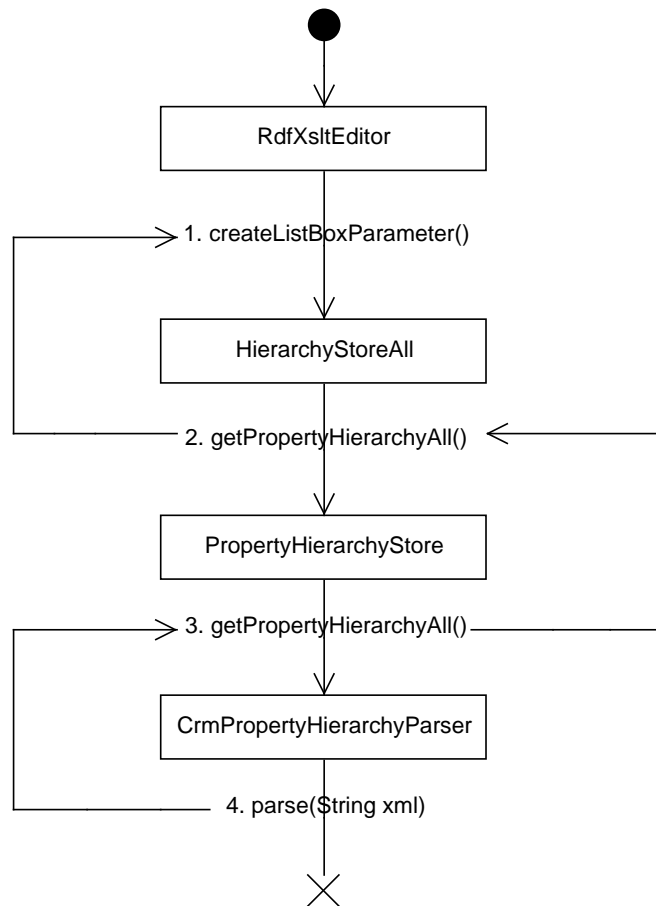 RdfXsltEditor
1. createListBoxParameter()
HierarchyStoreAll
2. getPropertyHierarchyAll()
PropertyHierarchyStore
3. getPropertyHierarchyAll()
CrmPropertyHierarchyParser
4. parse(String xml)